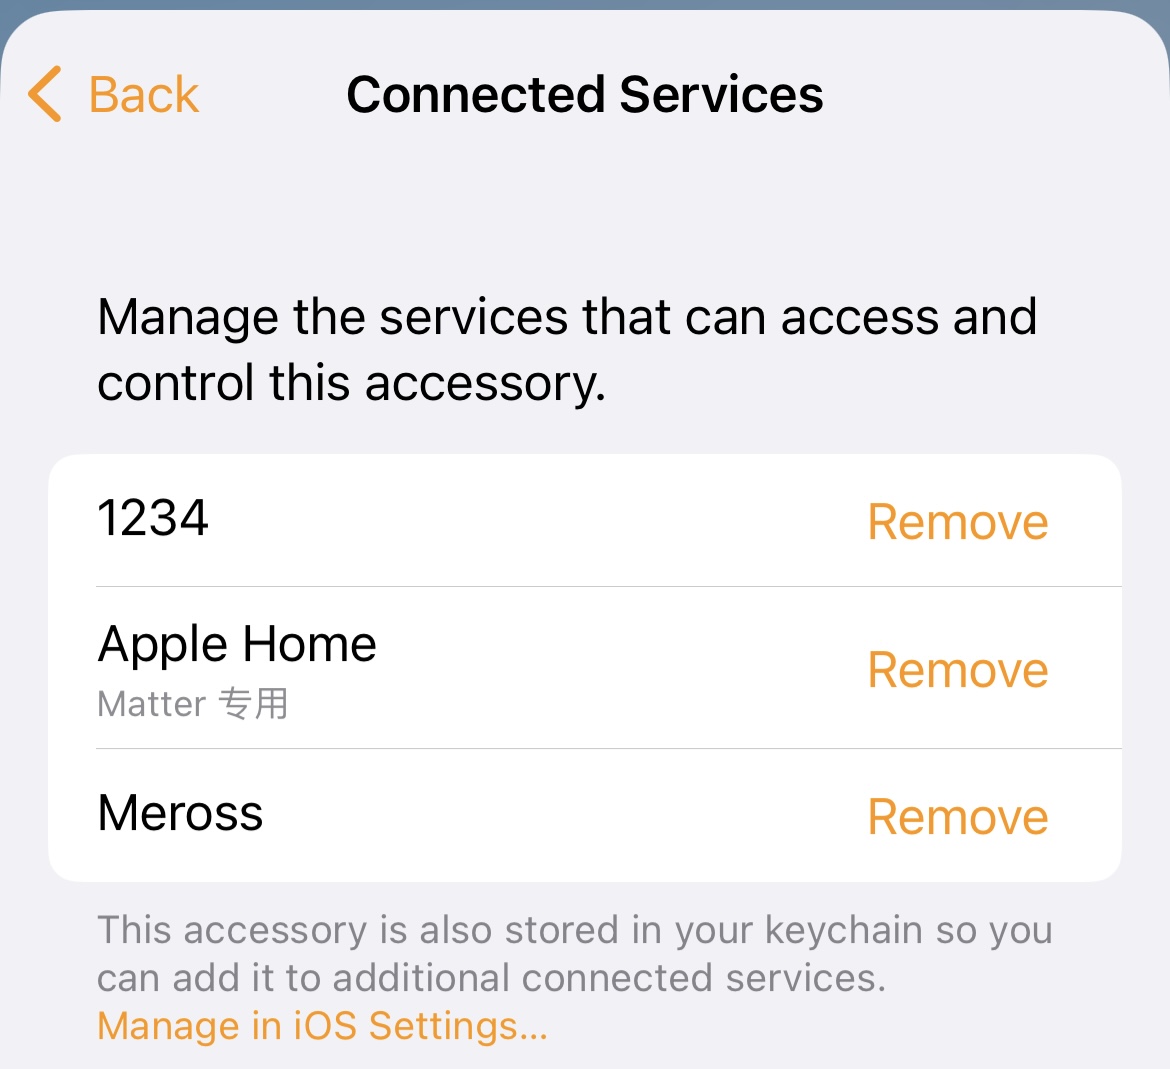 Back
Connected Services
Manage the services that can access and
control this accessory.
1234
Remove
Apple Home
Matter 专用
Remove
Meross
Remove
This accessory is also stored in your keychain so you
can add it to additional connected services.
Manage in iOS Settings...